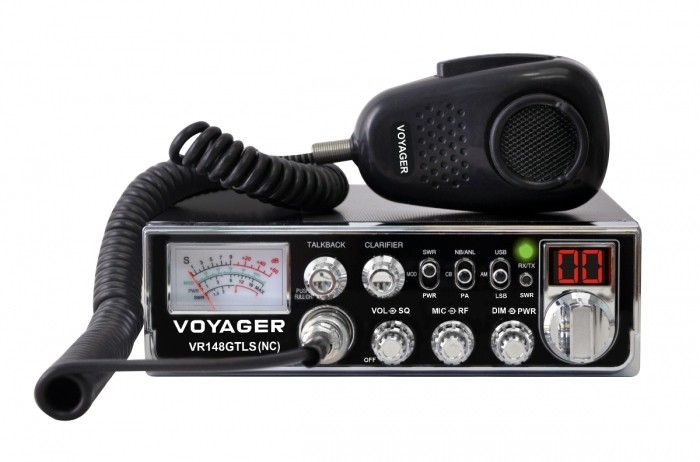 VOYAGER
TALKBACK CLARIFIER
SWR NB/ANL USB
MOD CB AM RX/TX
PWR PA LSB SWR
00
S
VOL SQ MIC RF DIM PWR
OFF
VOYAGER
VR148GTLS(NC)